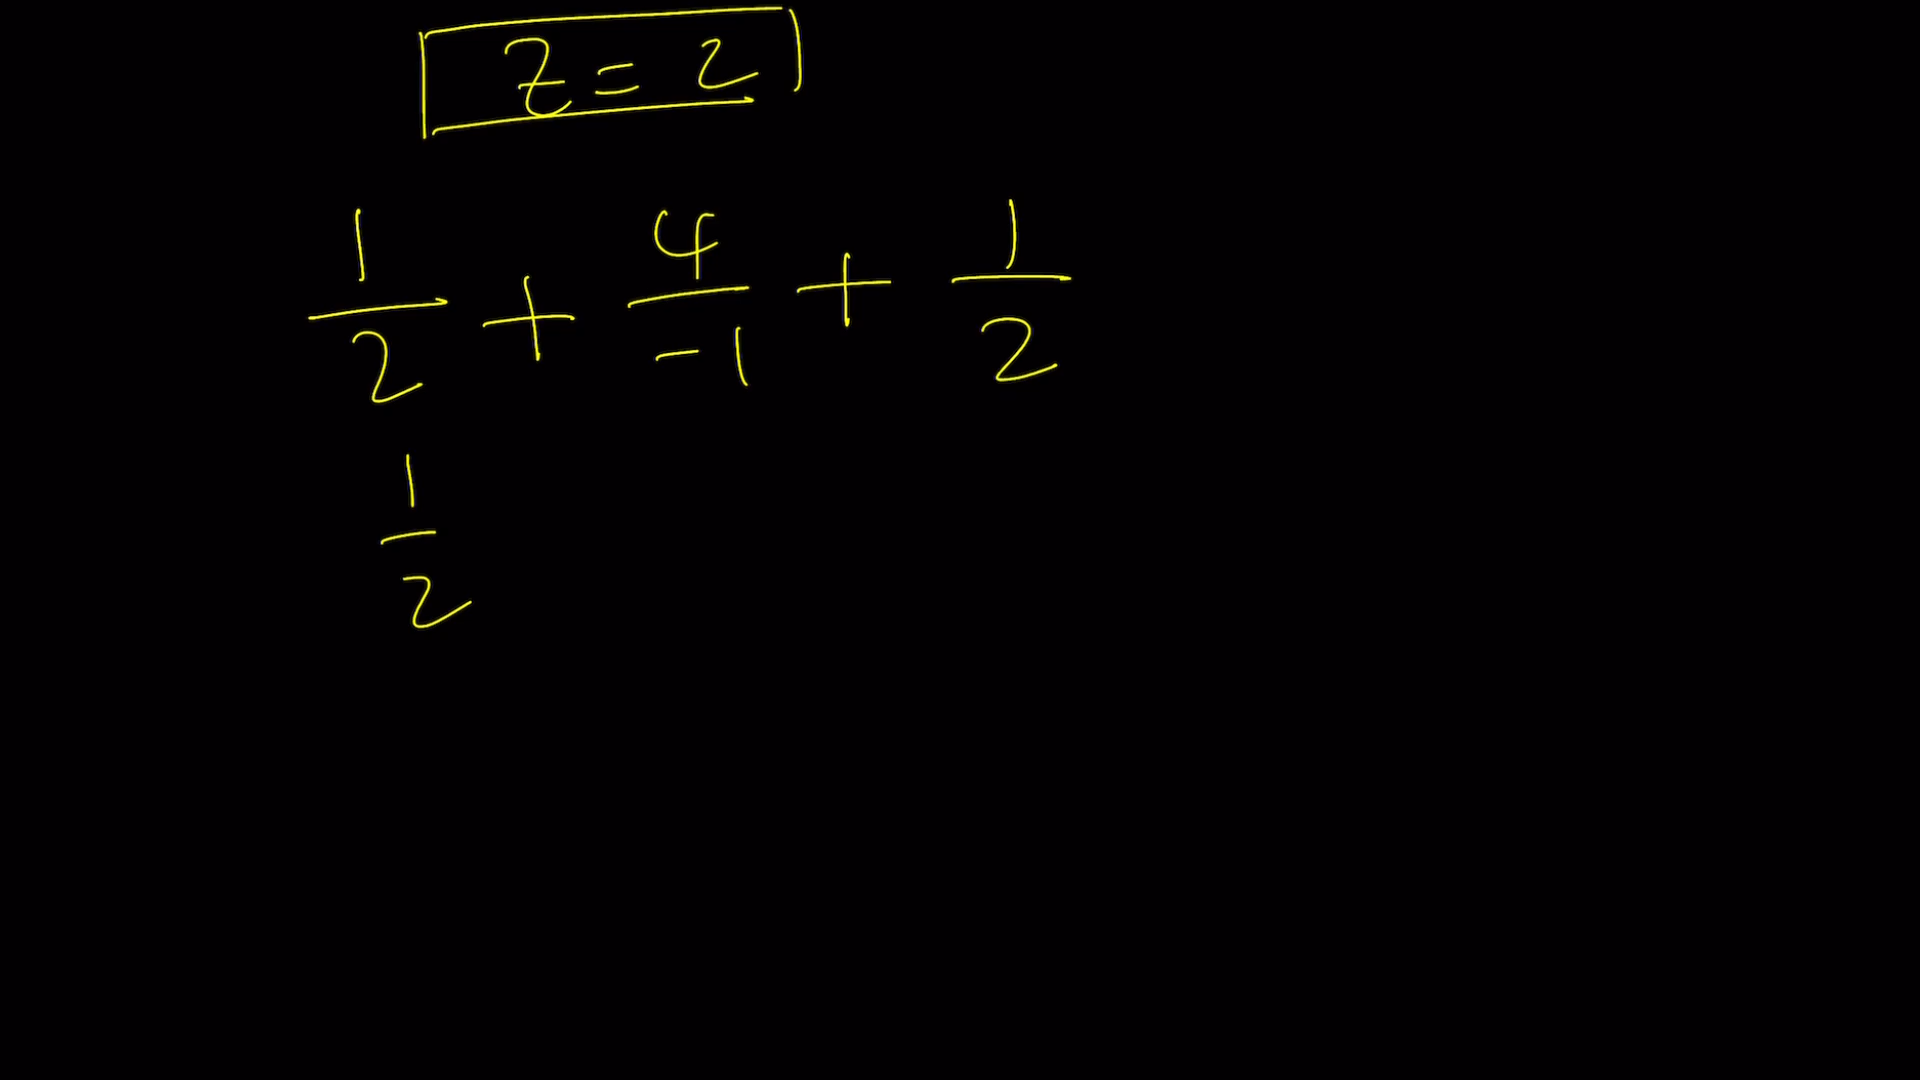 z = 2
1/2 + 4/-1 + 1/2
1/2